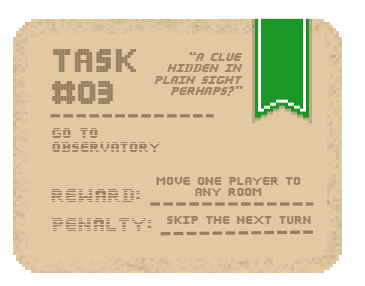 TASK
#03
"A CLUE
HIDDEN IN
PLAIN SIGHT
PERHAPS?"
GO TO
OBSERVATORY
REWARD: MOVE ONE PLAYER TO
ANY ROOM
PENALTY: SKIP THE NEXT TURN